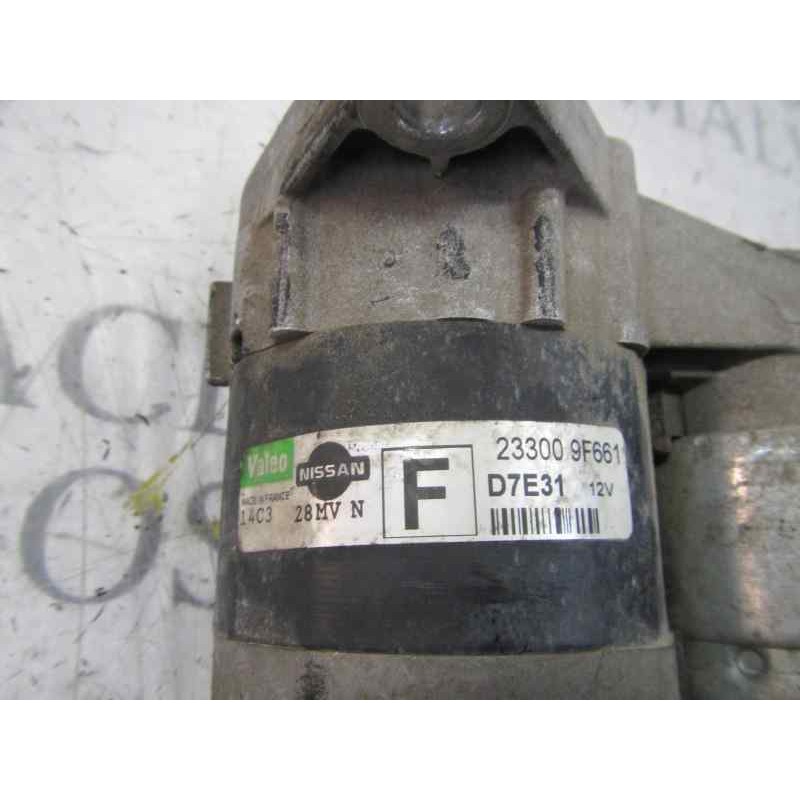 Valeo
NISSAN
MADE IN FRANCE
14C3 28MV N
F
23300 9F661
D7E31 12V